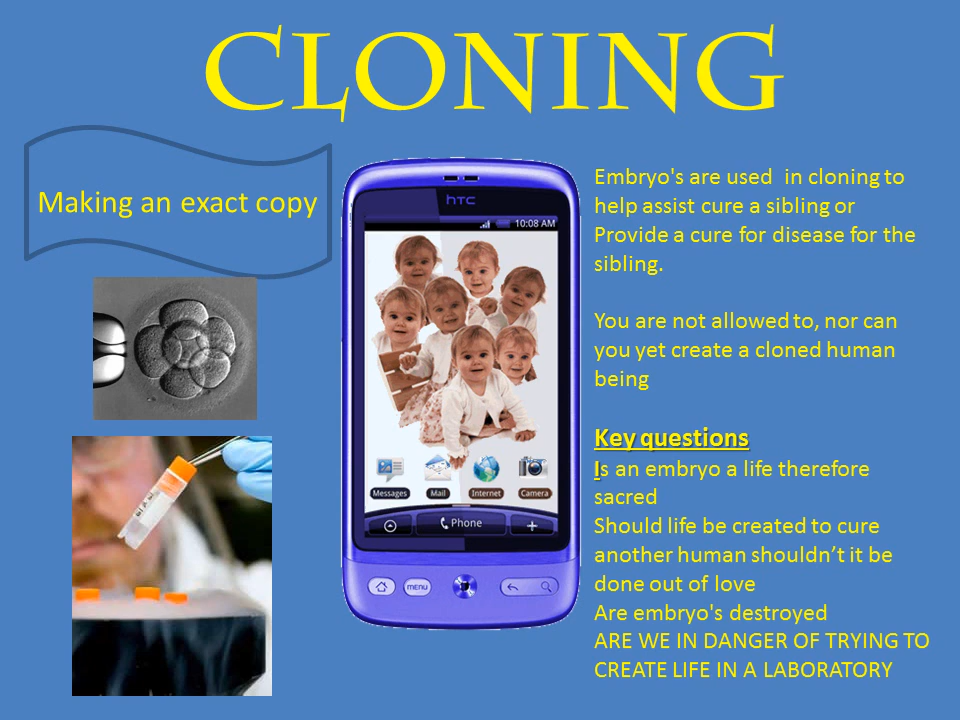 CLONING
Making an exact copy
hTC
10:08 AM
Messages
Mail
Internet
Camera
Phone
MENU
Embryo's are used in cloning to
help assist cure a sibling or
Provide a cure for disease for the
sibling.
You are not allowed to, nor can
you yet create a cloned human
being
Key questions
Is an embryo a life therefore
sacred
Should life be created to cure
another human shouldn’t it be
done out of love
Are embryo's destroyed
ARE WE IN DANGER OF TRYING TO
CREATE LIFE IN A LABORATORY